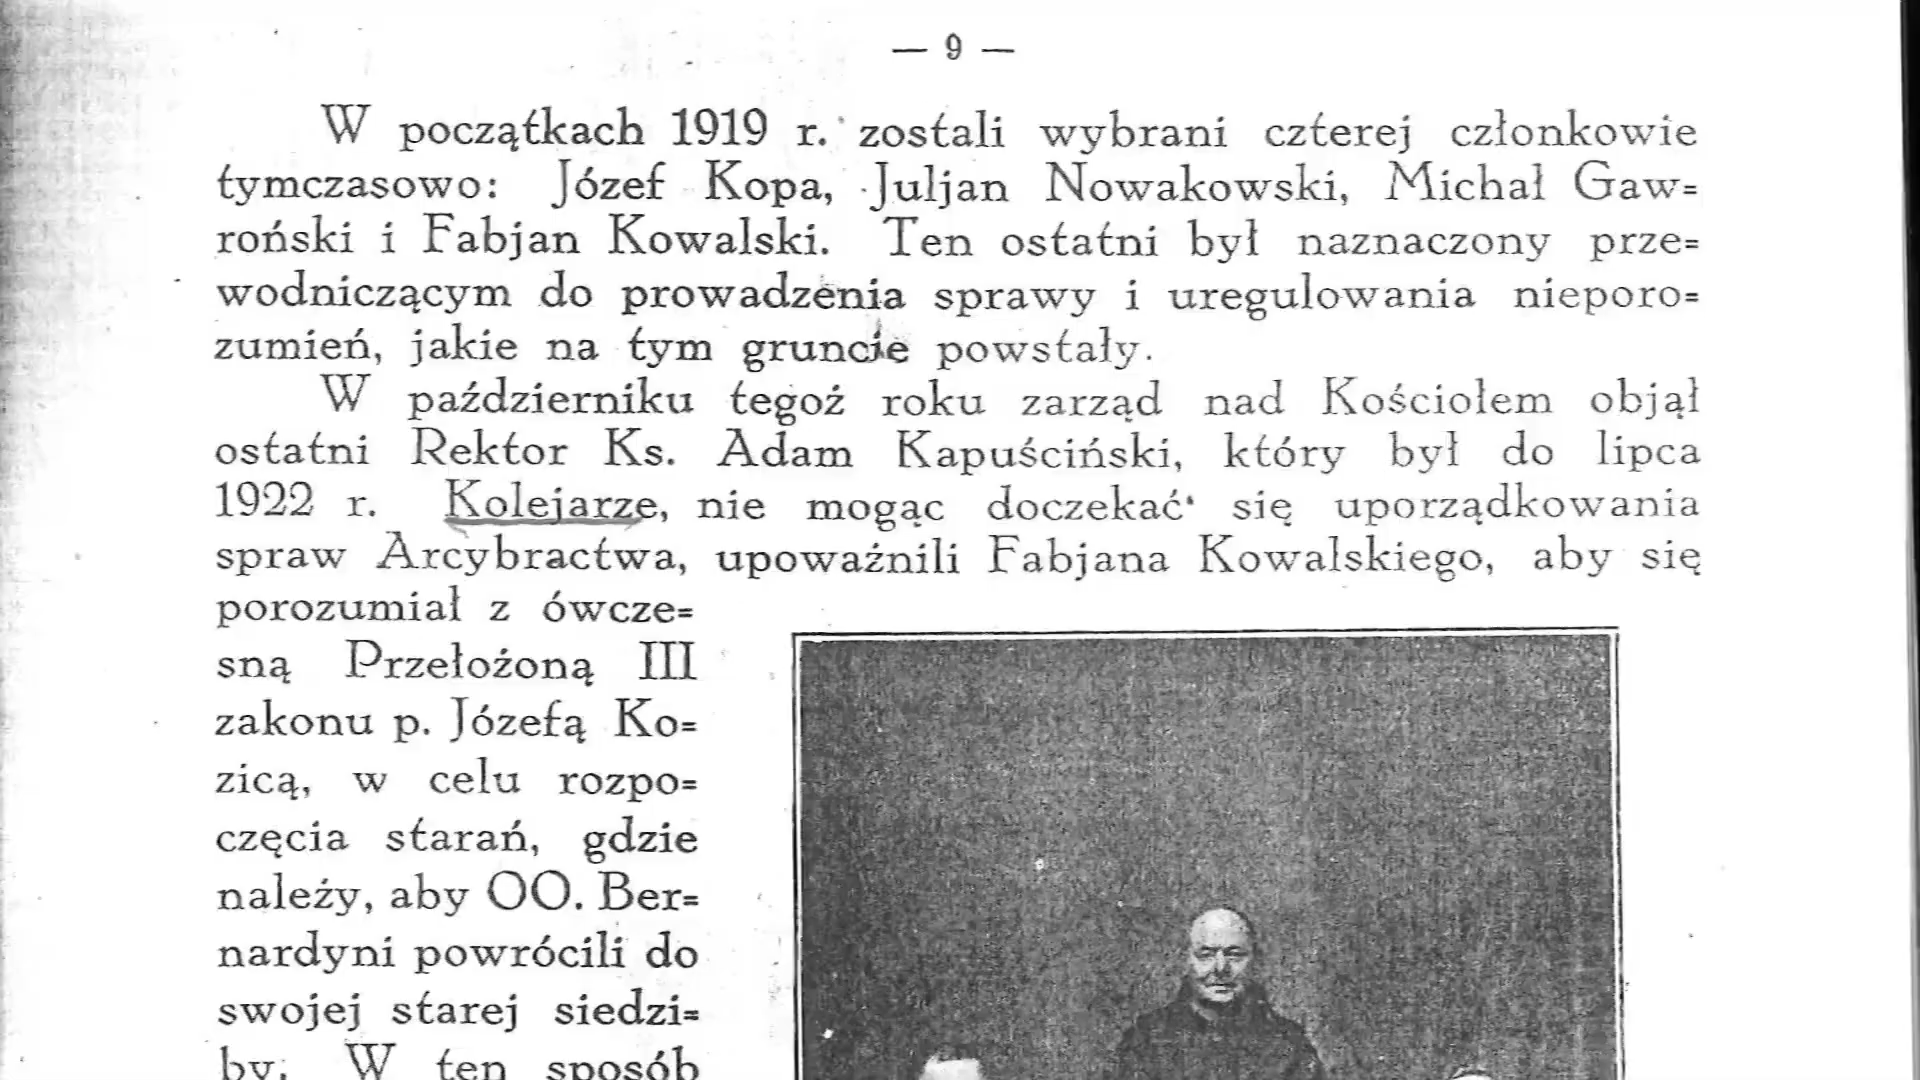 — 9 —
W początkach 1919 r. zostali wybrani czterej członkowie
tymczasowo: Józef Kopa, Juljan Nowakowski, Michał Gaw=
roński i Fabjan Kowalski. Ten ostatni był naznaczony prze=
wodniczącym do prowadzenia sprawy i uregulowania nieporo=
zumień, jakie na tym gruncie powstały.
W październiku tegoż roku zarząd nad Kościołem objął
ostatni Rektor Ks. Adam Kapuściński, który był do lipca
1922 r. Kolejarze, nie mogąc doczekać się uporządkowania
spraw Arcybractwa, upoważnili Fabjana Kowalskiego, aby się
porozumiał z ówcze=
sną Przełożoną III
zakonu p. Józefą Ko=
zicą, w celu rozpo=
częcia starań, gdzie
należy, aby OO. Ber=
nardyni powrócili do
swojej starej siedzi=
by. W ten sposób